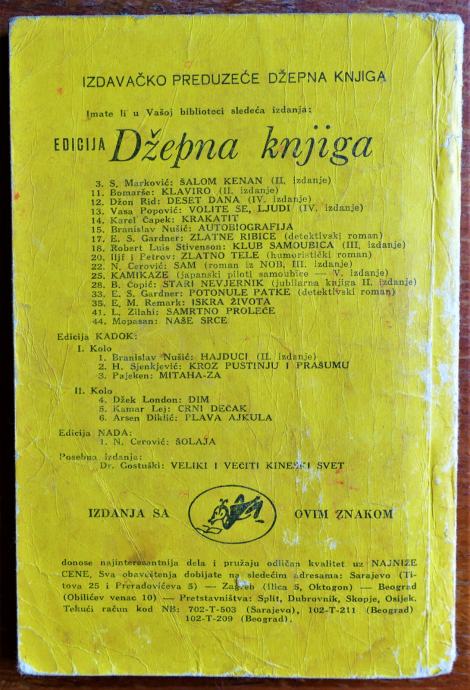 IZDAVAČKO PREDUZEĆE DŽEPNA KNJIGA
Imate li u Vašoj biblioteci sledeća izdanja:
EDICIJA Džepna knjiga
3. S. Marković: ŠALOM KENAN (II. izdanje)
11. Bomarše: KLAVIRO (II. izdanje)
12. Džon Rid: DESET DANA (IV. izdanje)
13. Vasa Popović: VOLITE SE, LJUDI (IV. izdanje)
14. Karel Čapek: KRAKATIT
15. Branislav Nušić: AUTOBIOGRAFIJA
17. E. S. Gardner: ZLATNE RIBICE (detektivski roman)
18. Robert Luis Stivenson: KLUB SAMOUBICA (III. izdanje)
20. Iljf i Petrov: ZLATNO TELE (humoristički roman)
22. N. Cerović: SAM (roman iz NOB, III. izdanje)
25. KAMIKAZE (japanski piloti samoubice — V. izdanje)
28. B. Ćopić: STARI NEVJERNIK (jubilarna knjiga II. izdanje)
33. E. S. Gardner: POTONULE PATKE (detektivski roman)
35. E. M. Remark: ISKRA ŽIVOTA
41. L. Zilahi: SAMRTNO PROLEĆE
44. Mopasan: NAŠE SRCE
Edicija KADOK:
I. Kolo
1. Branislav Nušić: HAJDUCI (II. izdanje)
2. H. Sjenkjević: KROZ PUSTINJU I PRAŠUMU
3. Pajeken: MITAHA-ZA
II. Kolo
4. Džek London: DIM
5. Kamar Lej: CRNI DEČAK
6. Arsen Diklić: PLAVA AJKULA
Edicija NADA:
1. N. Cerović: ŠOLAJA
Posebna izdanja:
Dr. Gostuški: VELIKI I VEČITI KINESKI SVET
IZDANJA SA OVIM ZNAKOM
donose najinteresantnija dela i pružaju odličan kvalitet uz NAJNIŽE
CENE. Sva obaveštenja dobijate na sledećim adresama: Sarajevo (Ti-
tova 25 i Preradovićeva 5) — Zagreb (Ilica 5, Oktogon) — Beograd
(Obilićev venac 10) — Pretstavništva: Split, Dubrovnik, Skopje, Osijek.
Tekući račun kod NB: 702-T-503 (Sarajevo), 102-T-211 (Beograd)
102-T-209 (Beograd).